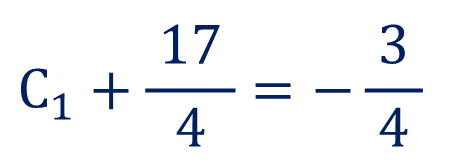 C₁ + 17/4 = − 3/4